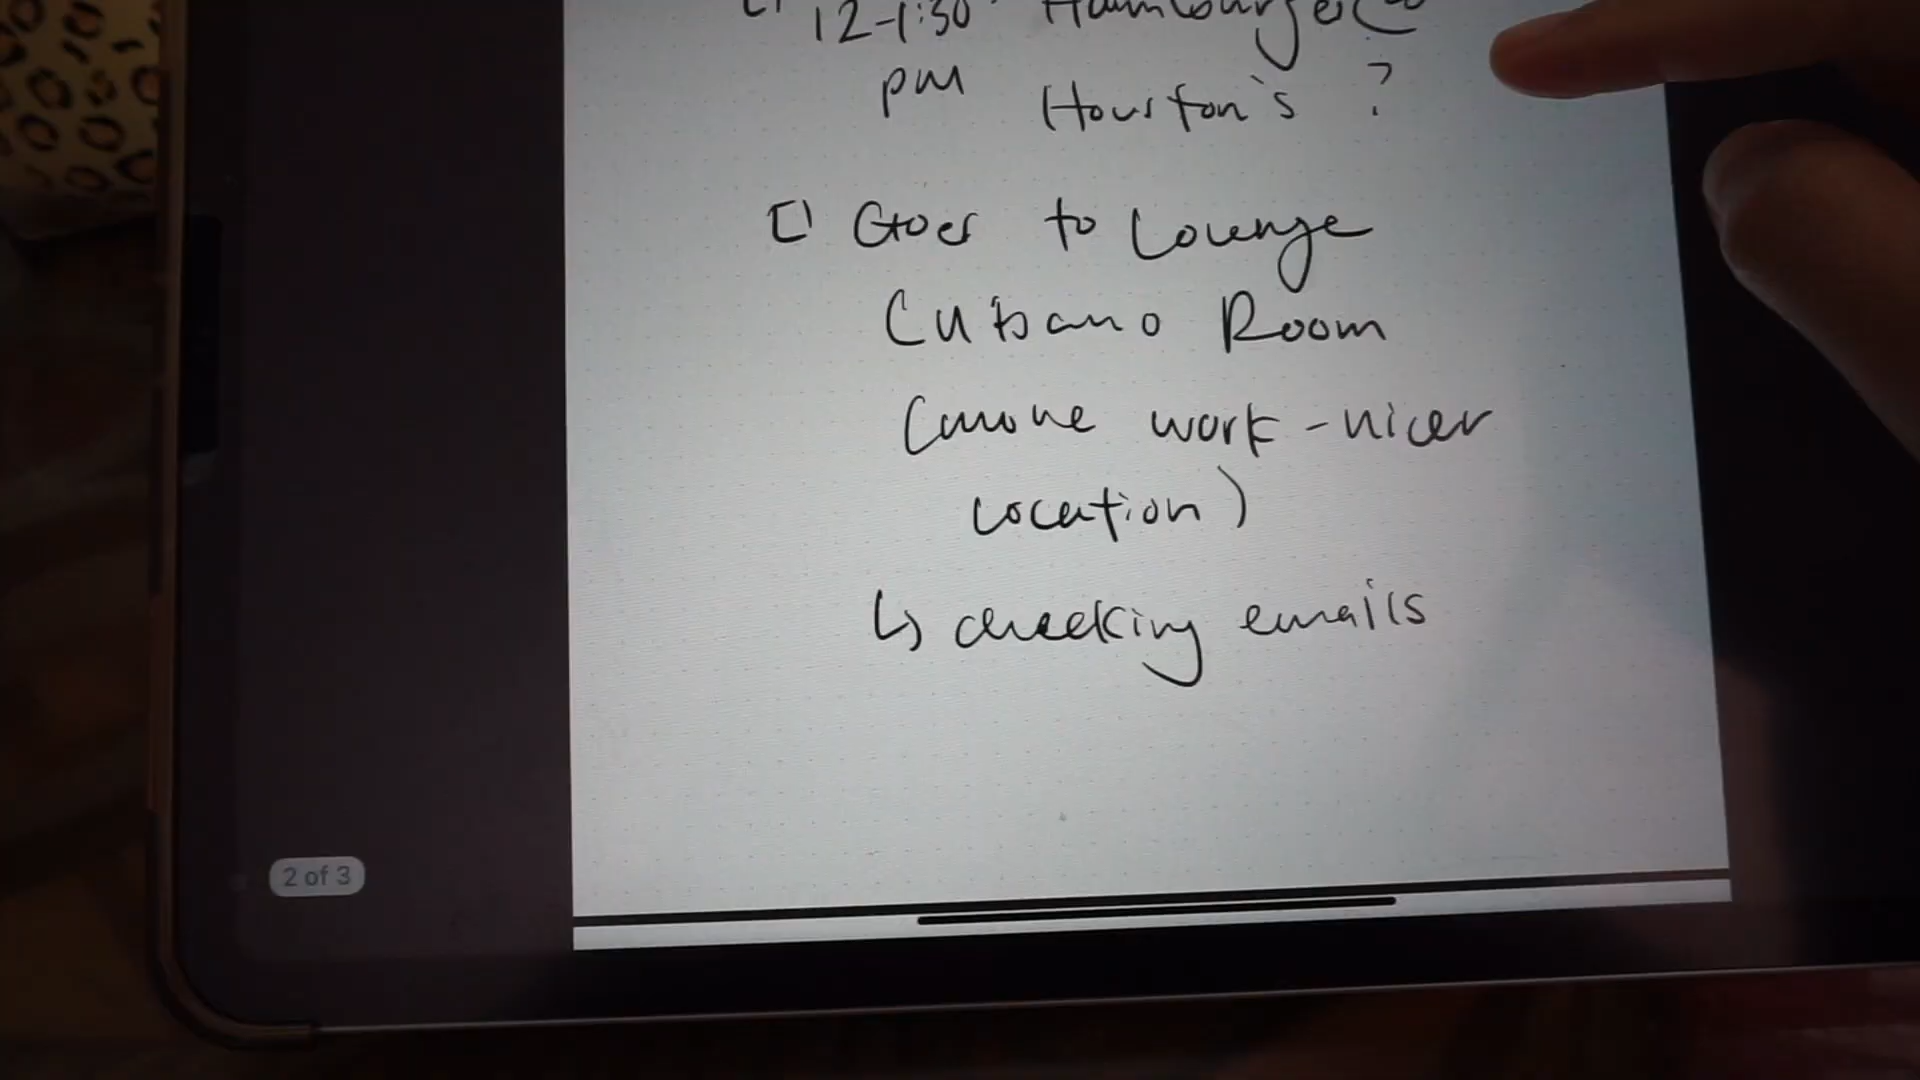 [] 12-1:30 Hamburger @
pm Houston's ?
[] Goes to Lounge
Cubano Room
(more work - nicer
location)
↳ checking emails
2 of 3